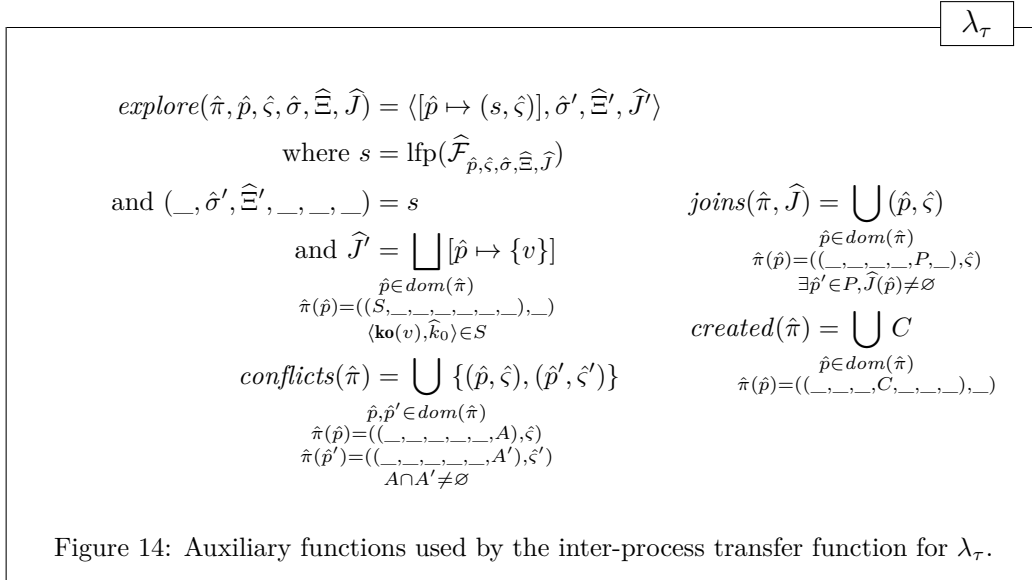 λ_τ
explore(π̂, p̂, ς̂, σ̂, Ξ̂, Ĵ) = ⟨[p̂ ↦ (s, ς̂)], σ̂′, Ξ̂′, Ĵ′⟩
where s = lfp(F̂_{p̂,ς̂,σ̂,Ξ̂,Ĵ})
and (_, σ̂′, Ξ̂′, _, _, _) = s
and Ĵ′ = ⨆ [p̂ ↦ {v}]
p̂∈dom(π̂)
π̂(p̂)=((S,_,_,_,_,_,_),_)
⟨ko(v),k̂₀⟩∈S
conflicts(π̂) = ⋃ {(p̂, ς̂), (p̂′, ς̂′)}
p̂,p̂′∈dom(π̂)
π̂(p̂)=((_,_,_,_,_,A),ς̂)
π̂(p̂′)=((_,_,_,_,_,A′),ς̂′)
A∩A′≠∅
joins(π̂, Ĵ) = ⋃ (p̂, ς̂)
p̂∈dom(π̂)
π̂(p̂)=((_,_,_,_,P,_),ς̂)
∃p̂′∈P,Ĵ(p̂)≠∅
created(π̂) = ⋃ C
p̂∈dom(π̂)
π̂(p̂)=((_,_,_,C,_,_,_),_)
Figure 14: Auxiliary functions used by the inter-process transfer function for λ_τ.